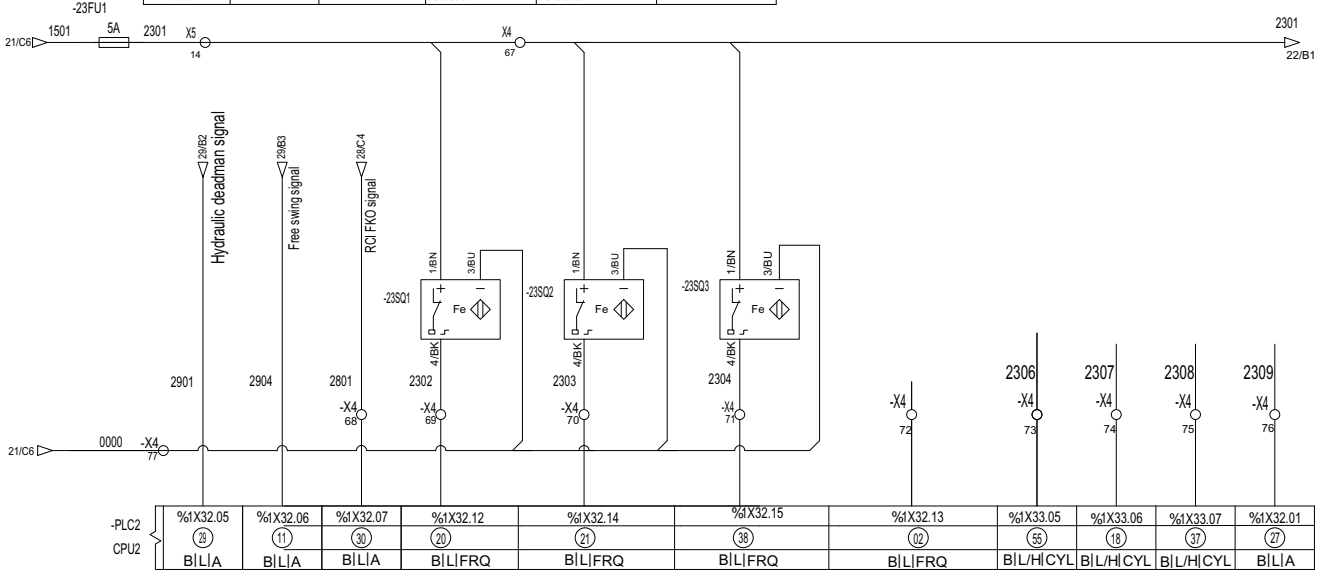 -23FU1
21/C6 1501 5A 2301 X5 14 X4 67 2301 22/B1
29/B2 Hydraulic deadman signal
29/B3 Free swing signal
28/C4 RCI FKO signal
-23SQ1 1/BN 3/BU + − Fe 4/BK
-23SQ2 1/BN 3/BU + − Fe 4/BK
-23SQ3 1/BN 3/BU + − Fe 4/BK
2901 2904 2801 2302 2303 2304 2306 2307 2308 2309
-X4 68
-X4 69
-X4 70
-X4 71
-X4 72
-X4 73
-X4 74
-X4 75
-X4 76
21/C6 0000 -X4 77
-PLC2 %1X32.05 %1X32.06 %1X32.07 %1X32.12 %1X32.14 %1X32.15 %1X32.13 %1X33.05 %1X33.06 %1X33.07 %1X32.01
29 11 30 20 21 38 02 55 18 37 27
CPU2 B|L|A B|L|A B|L|A B|L|FRQ B|L|FRQ B|L|FRQ B|L|FRQ B|L/H|CYL B|L/H|CYL B|L/H|CYL B|L|A